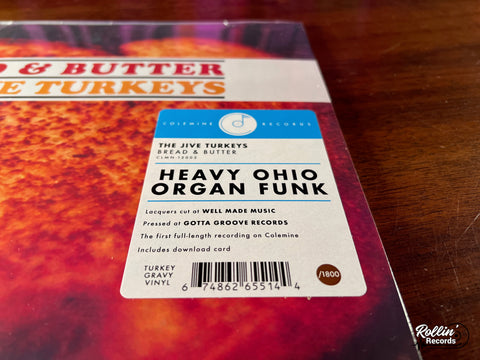 D & BUTTER
E TURKEYS
COLEMINE RECORDS
THE JIVE TURKEYS
BREAD & BUTTER
CLMN-12005
HEAVY OHIO
ORGAN FUNK
Lacquers cut at WELL MADE MUSIC
Pressed at GOTTA GROOVE RECORDS
The first full-length recording on Colemine
Includes download card
TURKEY
GRAVY
VINYL
6 74862 65514 4
/1800
Rollin'
Records